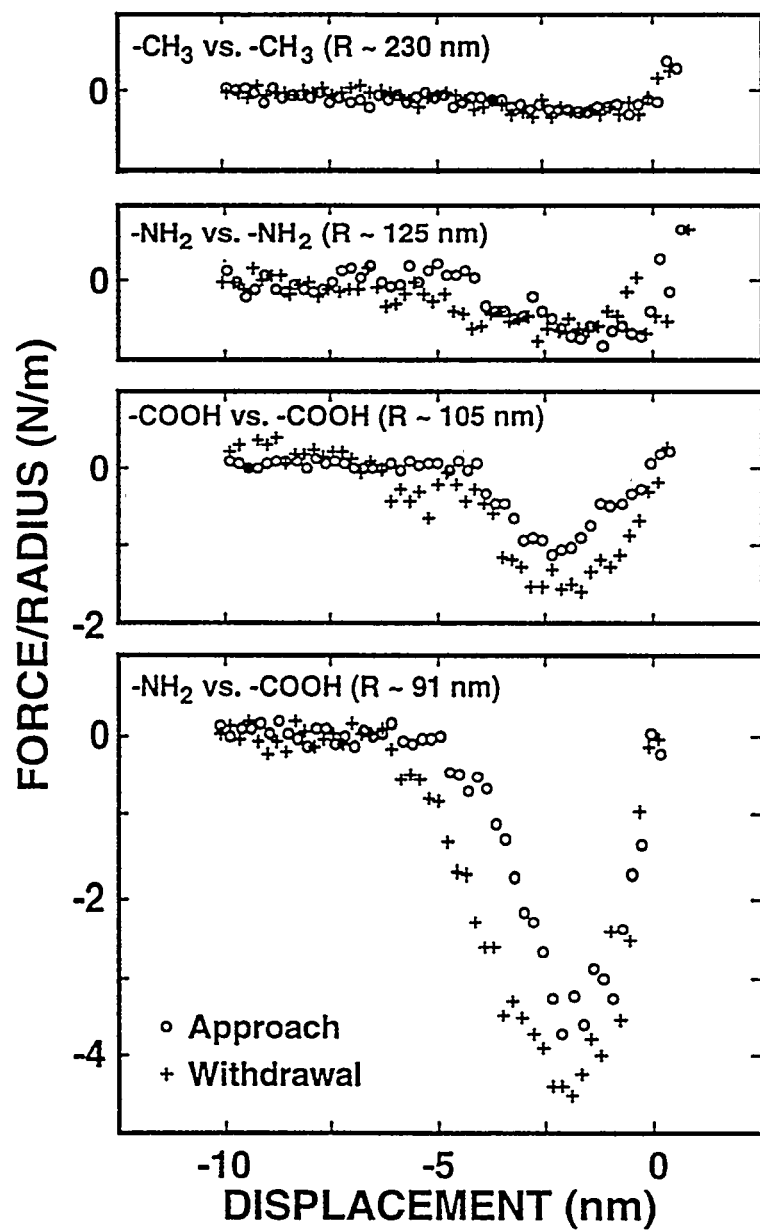 -CH₃ vs. -CH₃ (R ~ 230 nm)
0
-NH₂ vs. -NH₂ (R ~ 125 nm)
0
-COOH vs. -COOH (R ~ 105 nm)
0
-2
-NH₂ vs. -COOH (R ~ 91 nm)
0
-2
-4
o Approach
+ Withdrawal
FORCE/RADIUS (N/m)
-10 -5 0
DISPLACEMENT (nm)